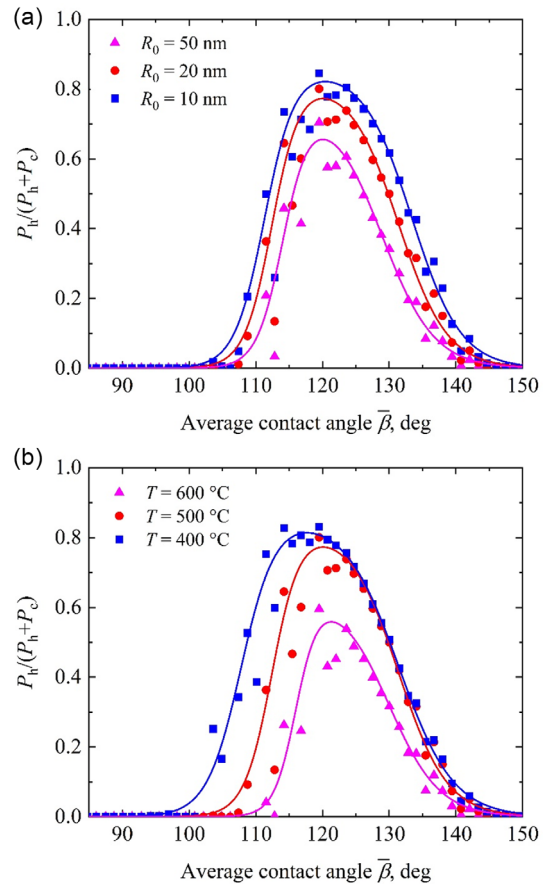 (a)
1.0
R₀ = 50 nm
R₀ = 20 nm
R₀ = 10 nm
0.8
0.6
0.4
0.2
0.0
Pₕ/(Pₕ+P꜀)
90 100 110 120 130 140 150
Average contact angle β̅, deg
(b)
1.0
T = 600 °C
T = 500 °C
T = 400 °C
0.8
0.6
0.4
0.2
0.0
Pₕ/(Pₕ+P꜀)
90 100 110 120 130 140 150
Average contact angle β̅, deg